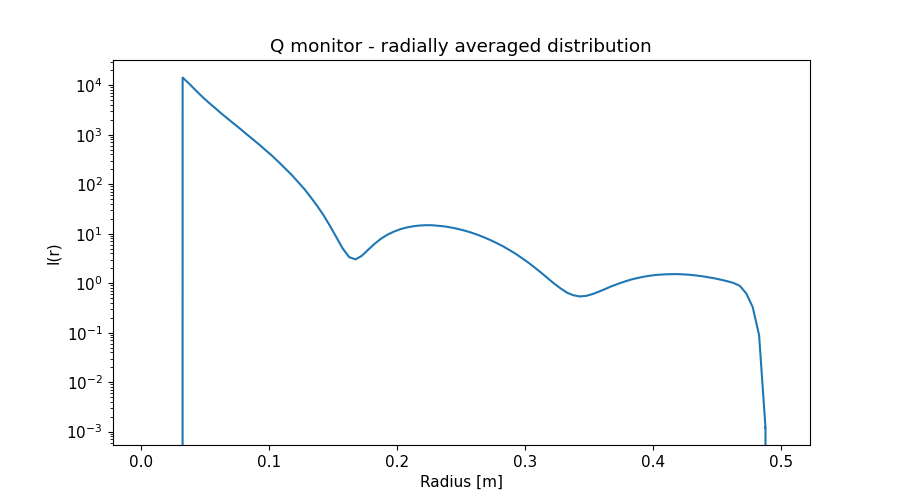 Q monitor - radially averaged distribution
I(r)
10⁴
10³
10²
10¹
10⁰
10⁻¹
10⁻²
10⁻³
0.0 0.1 0.2 0.3 0.4 0.5
Radius [m]